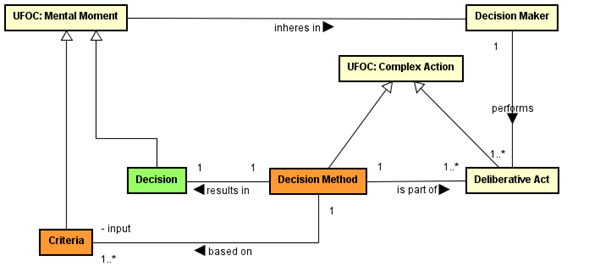 UFOC: Mental Moment
Decision Maker
inheres in ▶
1
UFOC: Complex Action
performs
▼
1..*
Decision
1
1
Decision Method
1
1..*
Deliberative Act
◀ results in
is part of ▶
1
Criteria
- input
◀ based on
1..*